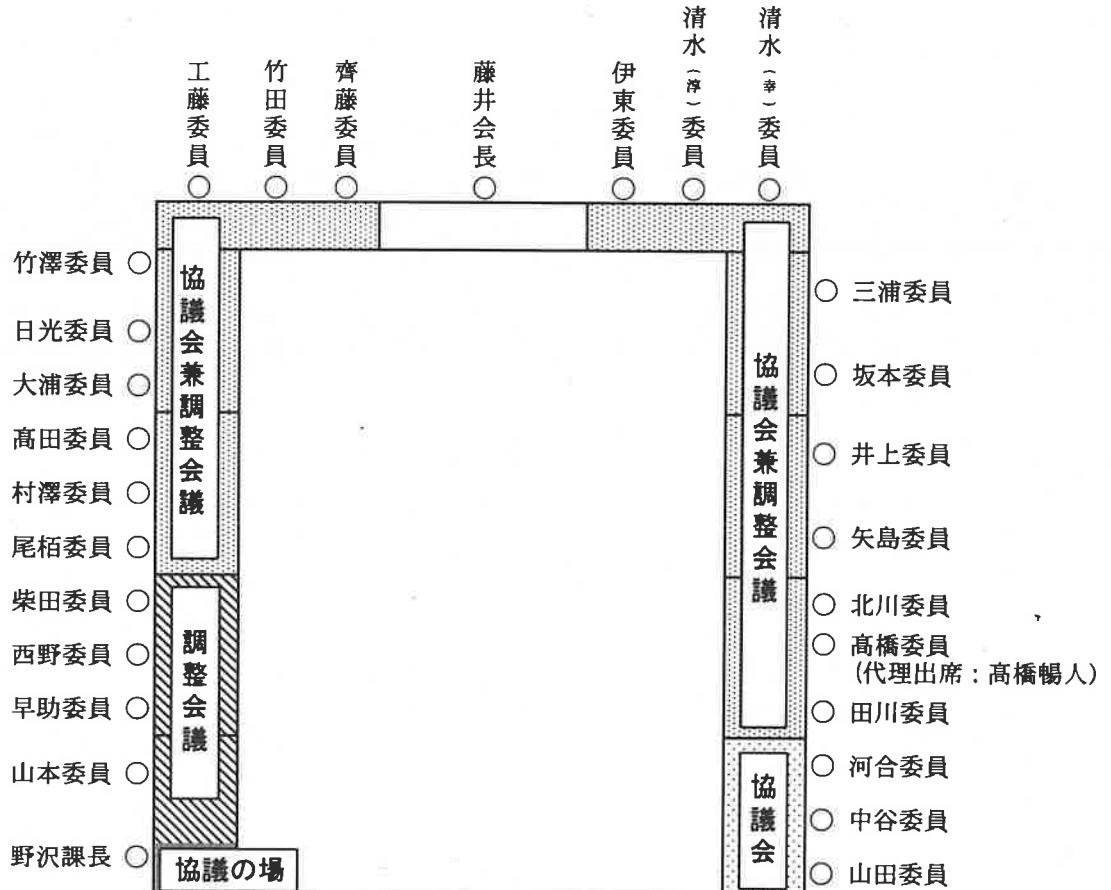 工藤委員
竹田委員
齊藤委員
藤井会長
伊東委員
清水(淳)委員
清水(幸)委員
竹澤委員
日光委員
大浦委員
髙田委員
村澤委員
尾栢委員
柴田委員
西野委員
早助委員
山本委員
野沢課長
協議会兼調整会議
調整会議
協議の場
協議会兼調整会議
協議会
三浦委員
坂本委員
井上委員
矢島委員
北川委員
髙橋委員
(代理出席：髙橋暢人)
田川委員
河合委員
中谷委員
山田委員